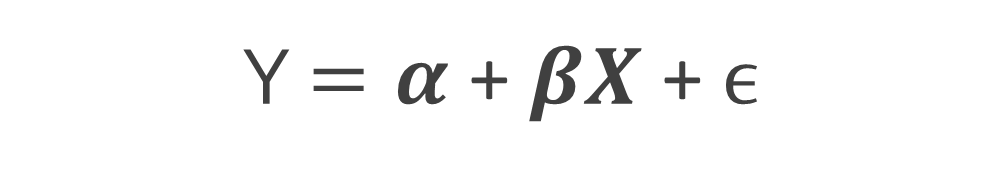 Y = α + βX + ϵ